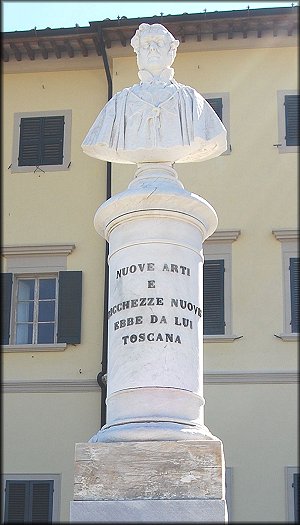 NUOVE ARTI
E
RICCHEZZE NUOVE
EBBE DA LUI
TOSCANA